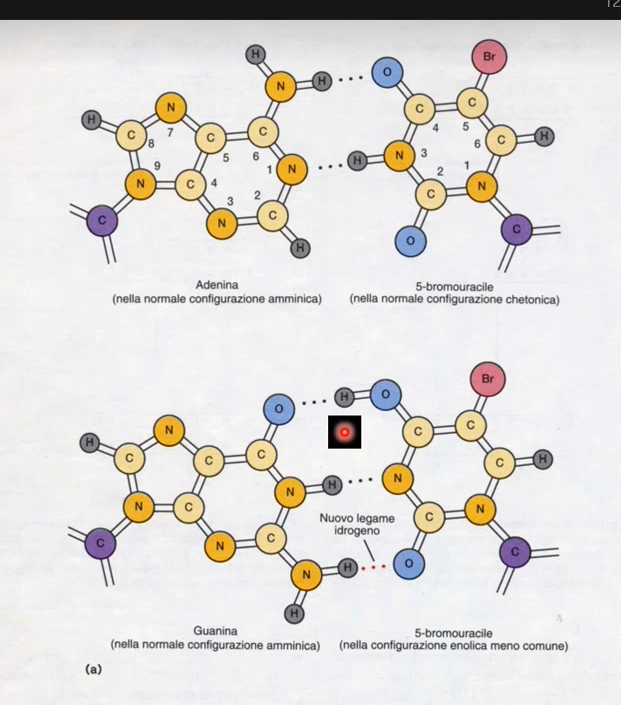 12
H
N
H
O
Br
H
N
C
C
C
C
8
7
5
6
4
5
6
C
H
N
1
H
N
3
2
1
9
N
C
4
3
2
C
N
C
N
C
C
H
O
Adenina
(nella normale configurazione amminica)
5-bromouracile
(nella normale configurazione chetonica)
Br
O
H
O
H
N
C
C
C
C
C
C
H
N
H
N
N
C
N
C
C
N
C
N
C
Nuovo legame
idrogeno
N
H
O
H
Guanina
(nella normale configurazione amminica)
5-bromouracile
(nella configurazione enolica meno comune)
(a)